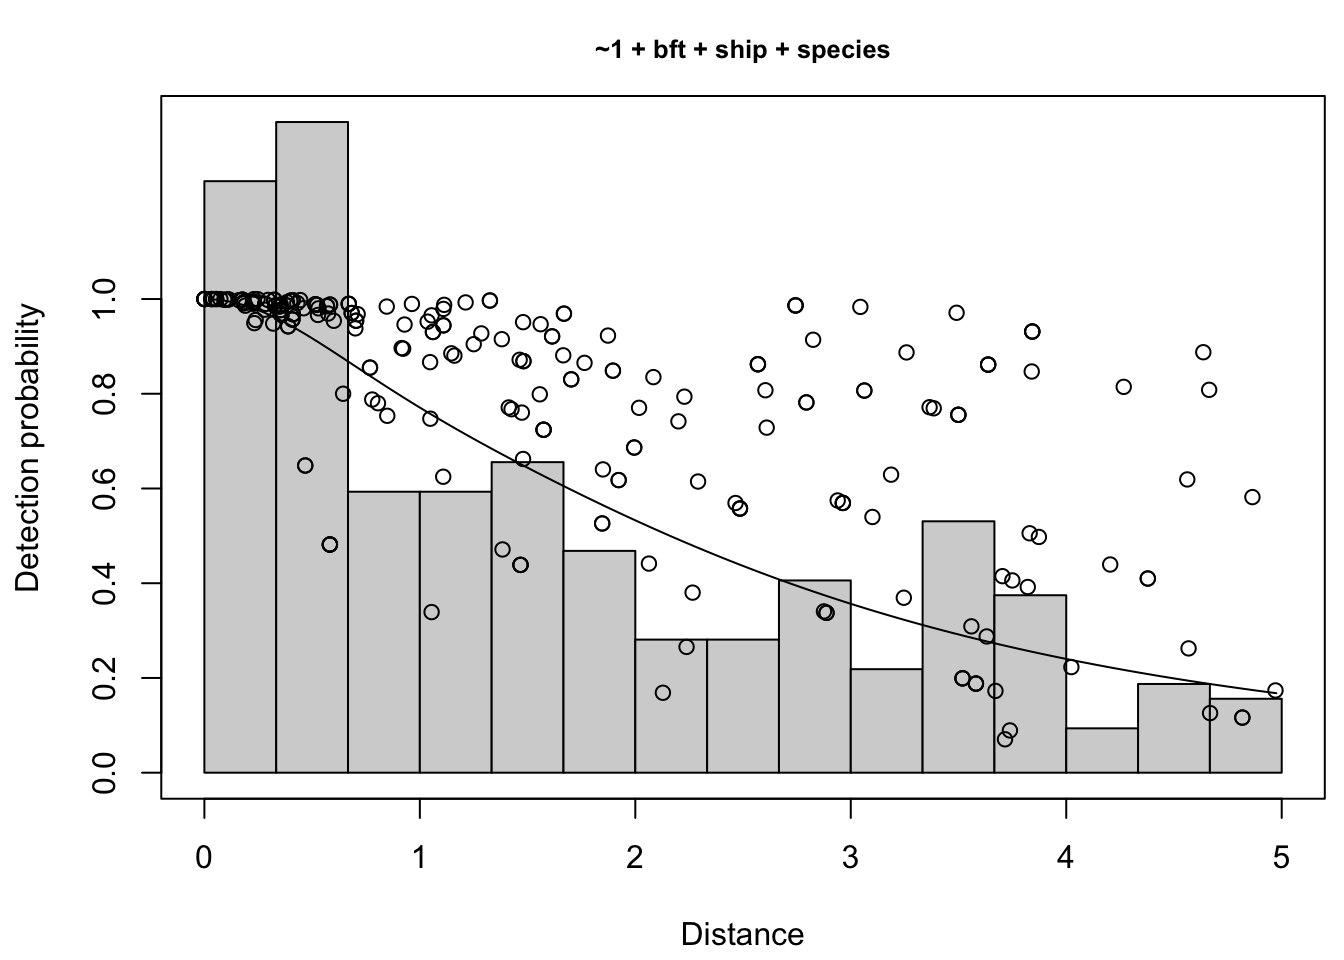 ~1 + bft + ship + species
Detection probability
1.0
0.8
0.6
0.4
0.2
0.0
0 1 2 3 4 5
Distance